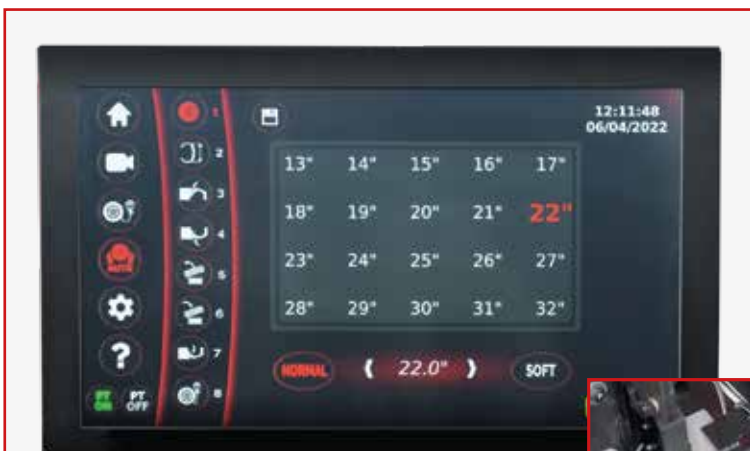 12:11:48
06/04/2022
1
2
3
4
5
6
7
8
13" 14" 15" 16" 17"
18" 19" 20" 21" 22"
23" 24" 25" 26" 27"
28" 29" 30" 31" 32"
NORMAL ( 22.0" ) SOFT
AUTO
?
PT ON PT OFF